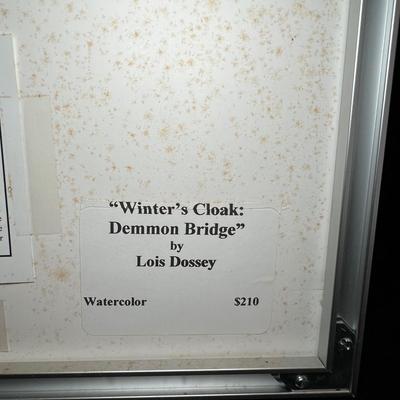 “Winter’s Cloak:
Demmon Bridge”
by
Lois Dossey
Watercolor $210